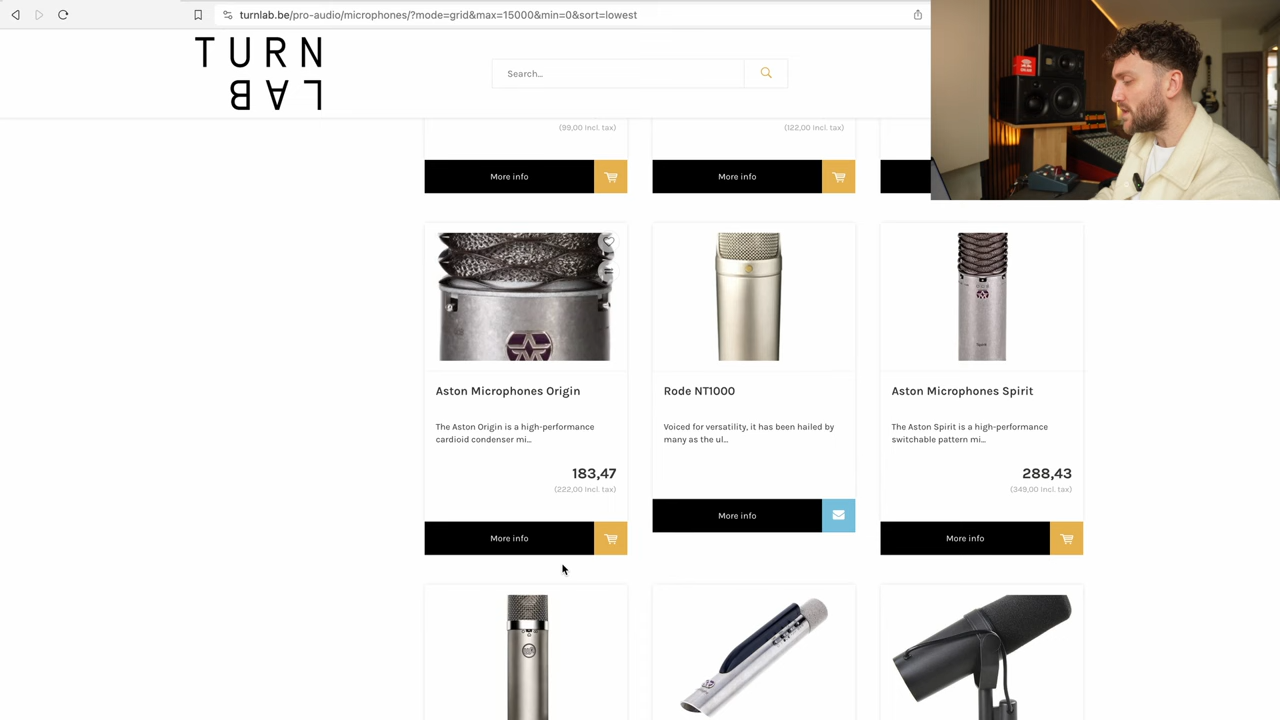 turnlab.be/pro-audio/microphones/?mode=grid&max=15000&min=0&sort=lowest
TURN
LAB
Search...
(99,00 Incl. tax)
(122,00 Incl. tax)
More info
More info
Aston Microphones Origin
The Aston Origin is a high-performance
cardioid condenser mi...
183,47
(222,00 Incl. tax)
More info
Rode NT1000
Voiced for versatility, it has been hailed by
many as the ul...
More info
Aston Microphones Spirit
The Aston Spirit is a high-performance
switchable pattern mi...
288,43
(349,00 Incl. tax)
More info